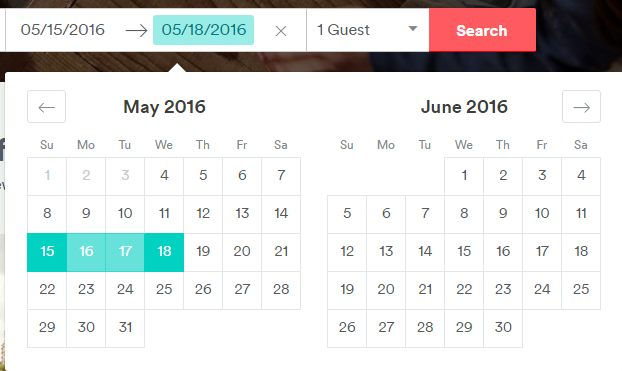 05/15/2016 → 05/18/2016 × 1 Guest Search
← May 2016
Su Mo Tu We Th Fr Sa
1 2 3 4 5 6 7
8 9 10 11 12 13 14
15 16 17 18 19 20 21
22 23 24 25 26 27 28
29 30 31
June 2016 →
Su Mo Tu We Th Fr Sa
1 2 3 4
5 6 7 8 9 10 11
12 13 14 15 16 17 18
19 20 21 22 23 24 25
26 27 28 29 30